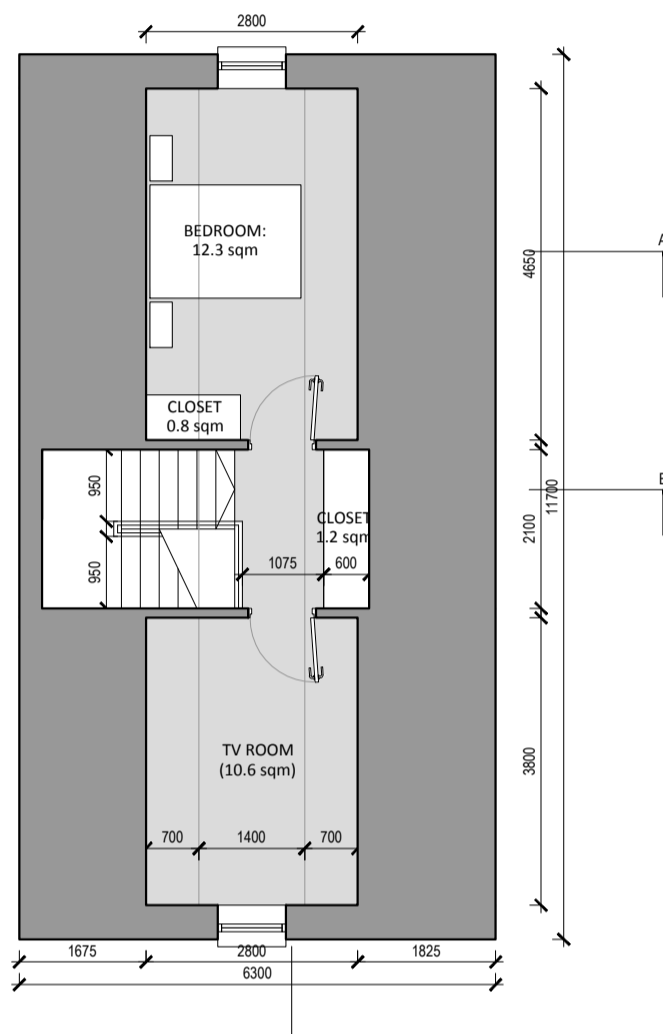 2800
BEDROOM:
12.3 sqm
A
4650
CLOSET
0.8 sqm
950
B
11700
2100
CLOSET
1.2 sqm
950
1075
600
TV ROOM
(10.6 sqm)
3800
700
1400
700
1675
2800
1825
6300